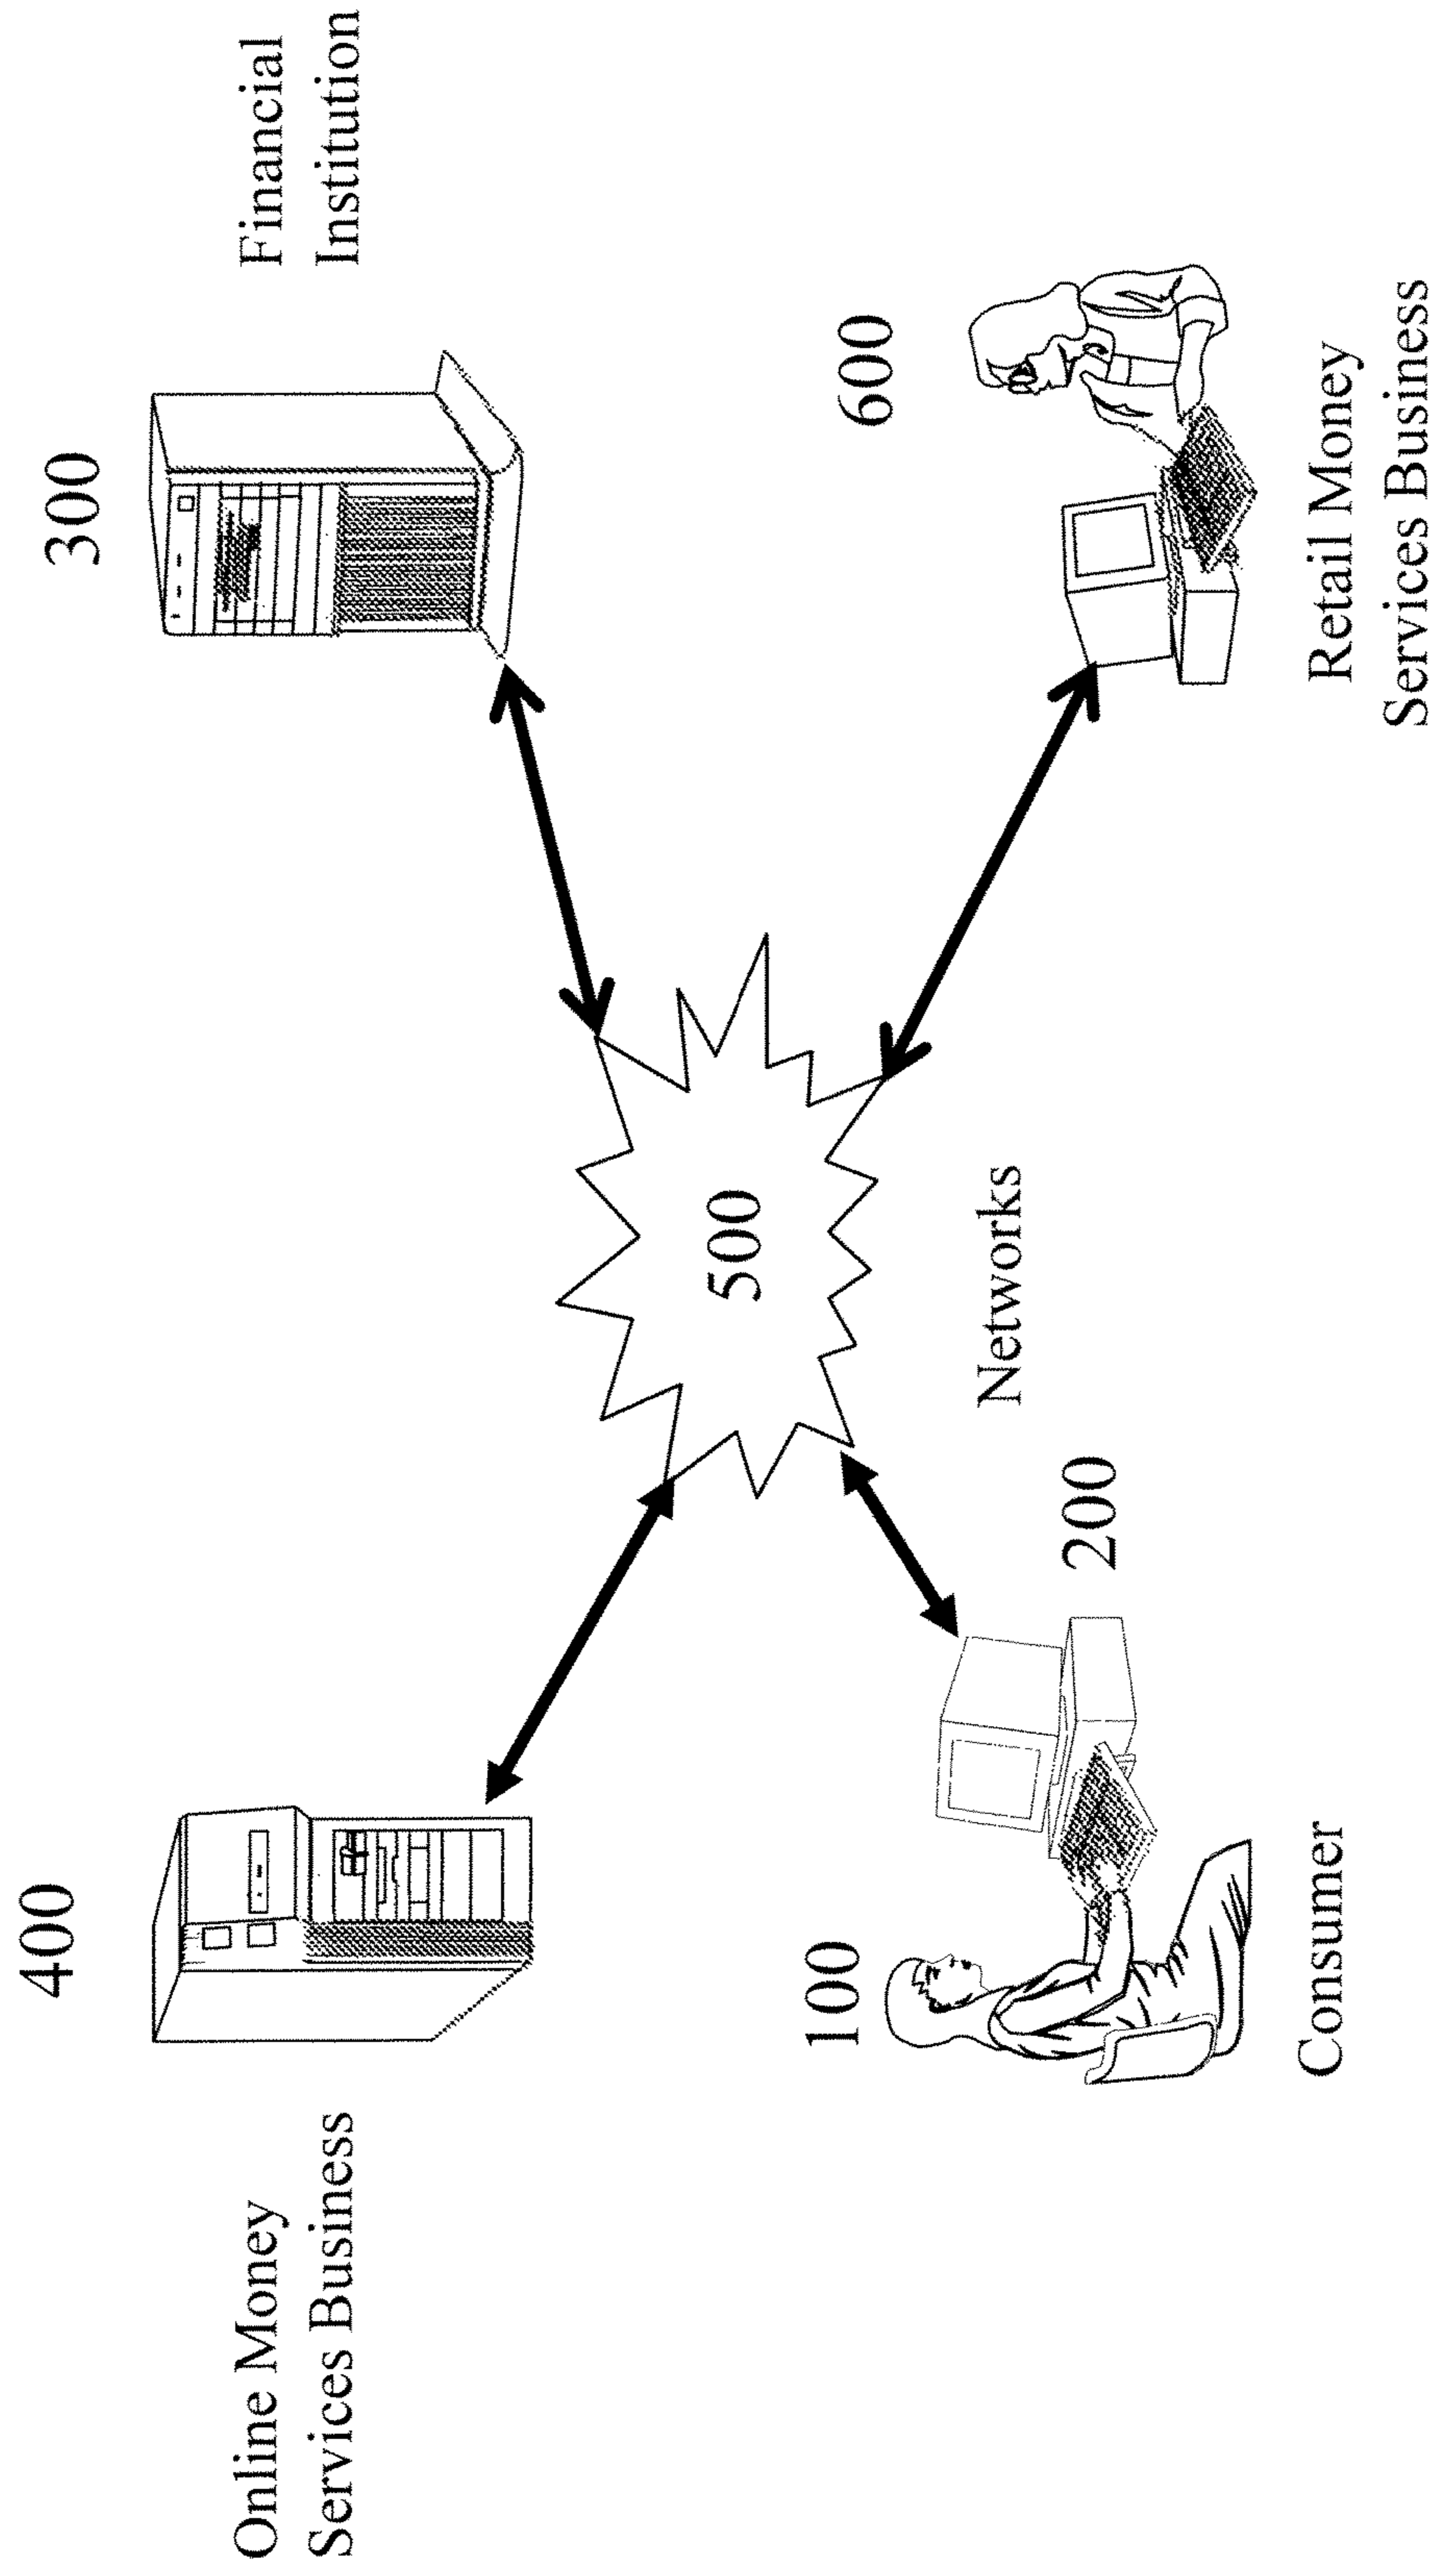 400
300
Online Money
Services Business
Financial
Institution
500
100
600
200
Networks
Consumer
Retail Money
Services Business